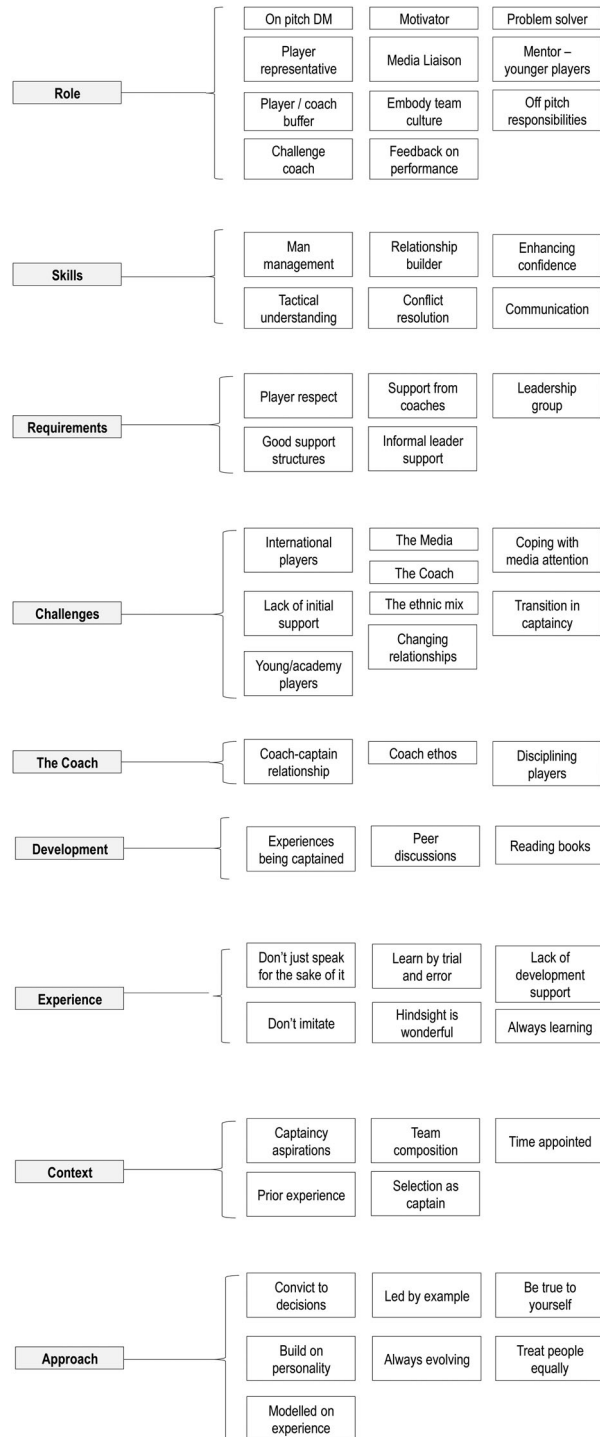 Role
On pitch DM
Motivator
Problem solver
Player
representative
Media Liaison
Mentor –
younger players
Player / coach
buffer
Embody team
culture
Off pitch
responsibilities
Challenge
coach
Feedback on
performance
Skills
Man
management
Relationship
builder
Enhancing
confidence
Tactical
understanding
Conflict
resolution
Communication
Requirements
Player respect
Support from
coaches
Leadership
group
Good support
structures
Informal leader
support
Challenges
International
players
The Media
Coping with
media attention
The Coach
Lack of initial
support
The ethnic mix
Transition in
captaincy
Changing
relationships
Young/academy
players
The Coach
Coach-captain
relationship
Coach ethos
Disciplining
players
Development
Experiences
being captained
Peer
discussions
Reading books
Experience
Don't just speak
for the sake of it
Learn by trial
and error
Lack of
development
support
Don't imitate
Hindsight is
wonderful
Always learning
Context
Captaincy
aspirations
Team
composition
Time appointed
Prior experience
Selection as
captain
Approach
Convict to
decisions
Led by example
Be true to
yourself
Build on
personality
Always evolving
Treat people
equally
Modelled on
experience